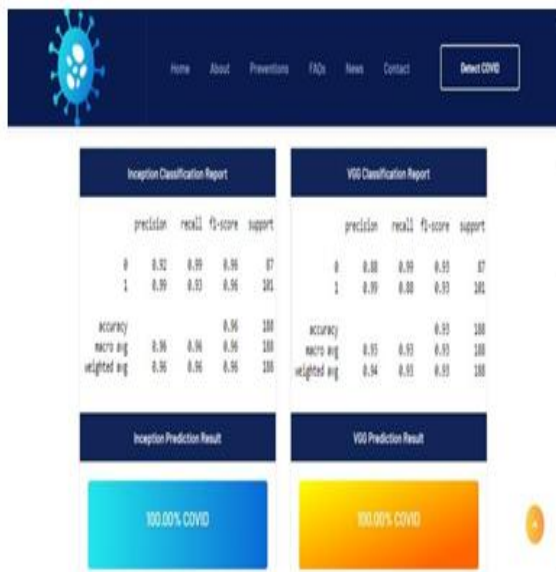 Home About Preventions FAQs News Contact Detect COVID
Inception Classification Report
precision recall f1-score support
0 0.92 0.99 0.96 87
1 0.99 0.93 0.96 101
accuracy 0.96 188
macro avg 0.96 0.96 0.96 188
weighted avg 0.96 0.96 0.96 188
Inception Prediction Result
100.00% COVID
VGG Classification Report
precision recall f1-score support
0 0.88 0.99 0.93 87
1 0.99 0.88 0.93 101
accuracy 0.93 188
macro avg 0.93 0.93 0.93 188
weighted avg 0.94 0.93 0.93 188
VGG Prediction Result
100.00% COVID